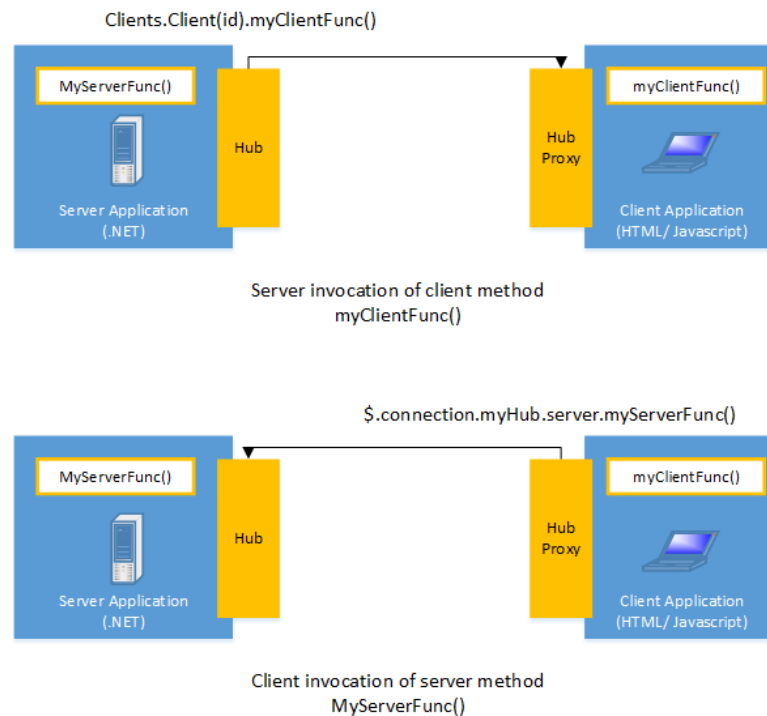 Clients.Client(id).myClientFunc()
MyServerFunc()
Hub
Server Application
(.NET)
Hub
Proxy
myClientFunc()
Client Application
(HTML/ Javascript)
Server invocation of client method
myClientFunc()
$.connection.myHub.server.myServerFunc()
MyServerFunc()
Hub
Server Application
(.NET)
Hub
Proxy
myClientFunc()
Client Application
(HTML/ Javascript)
Client invocation of server method
MyServerFunc()